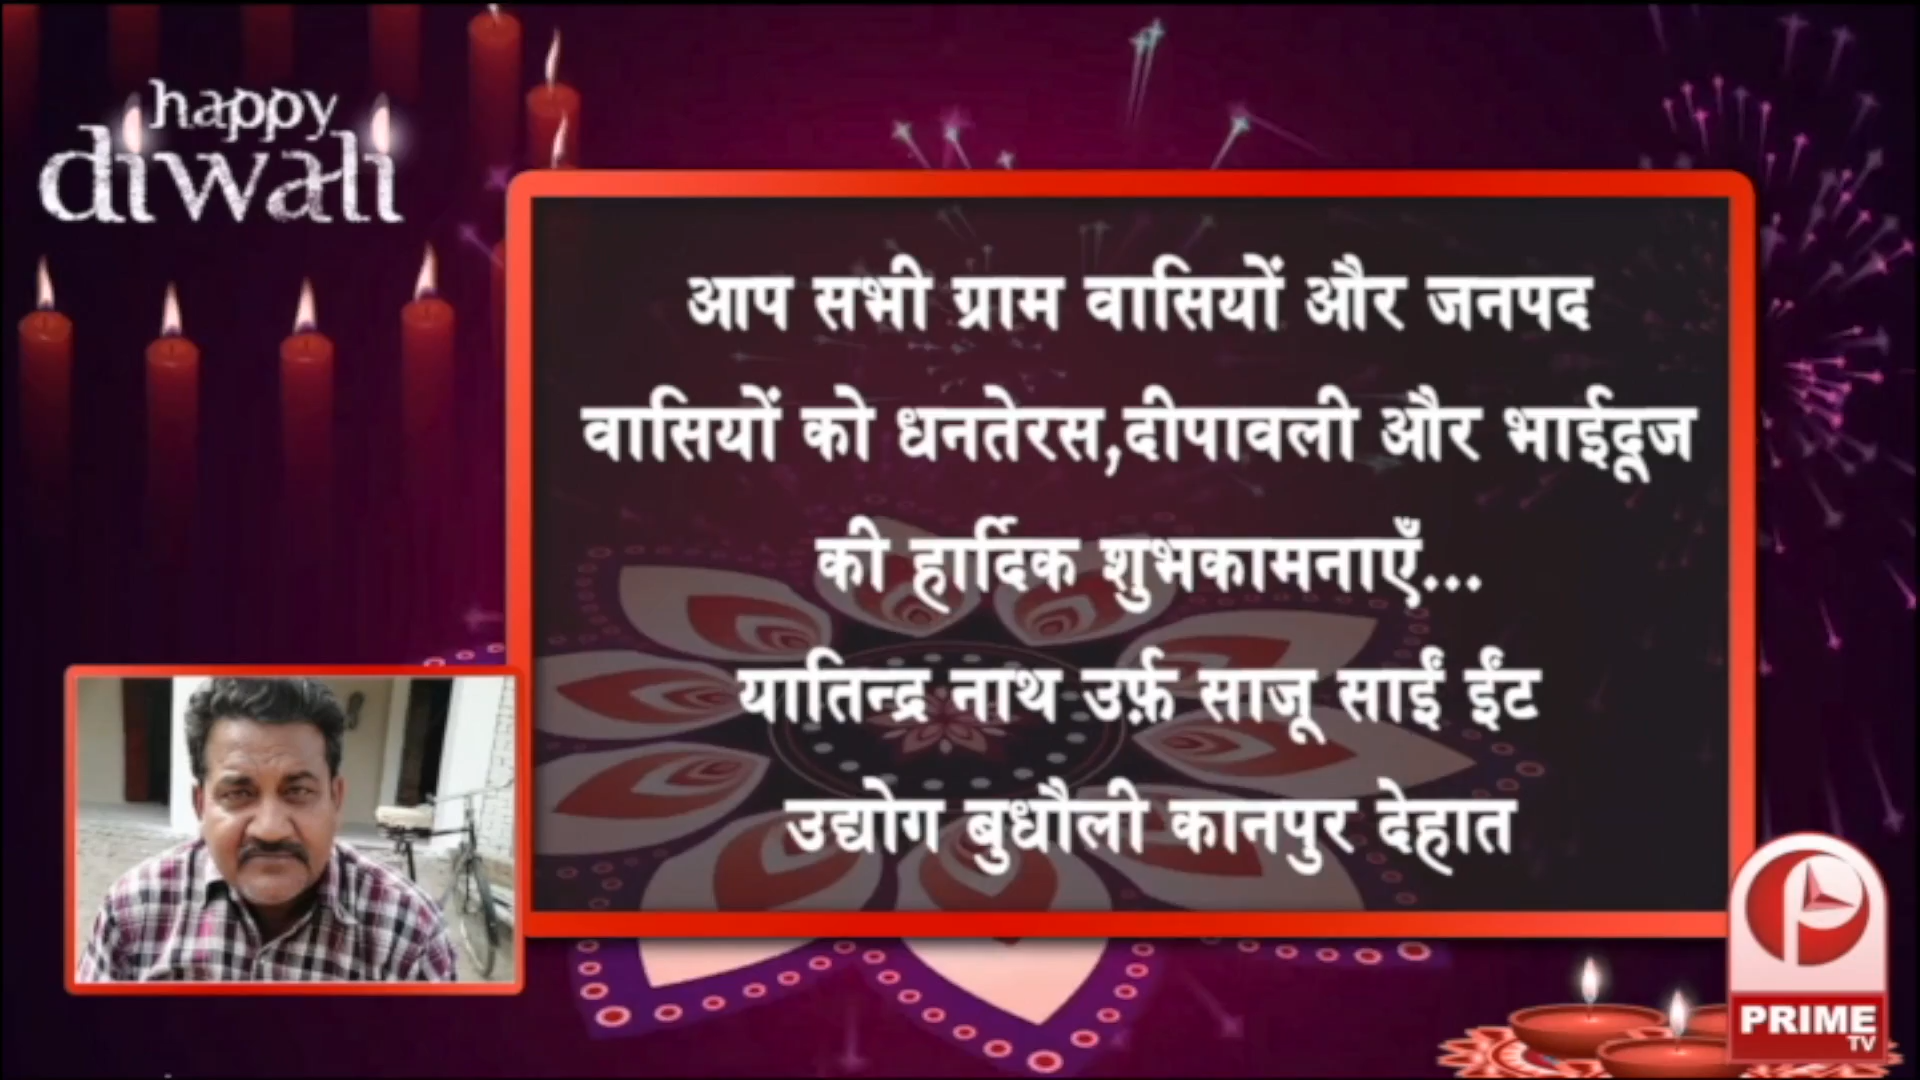 happy
diwali
आप सभी ग्राम वासियों और जनपद
वासियों को धनतेरस,दीपावली और भाईदूज
की हार्दिक शुभकामनाएँ...
यातिन्द्र नाथ उर्फ़ साजू साईं ईंट
उद्योग बुधौली कानपुर देहात
PRIME
TV